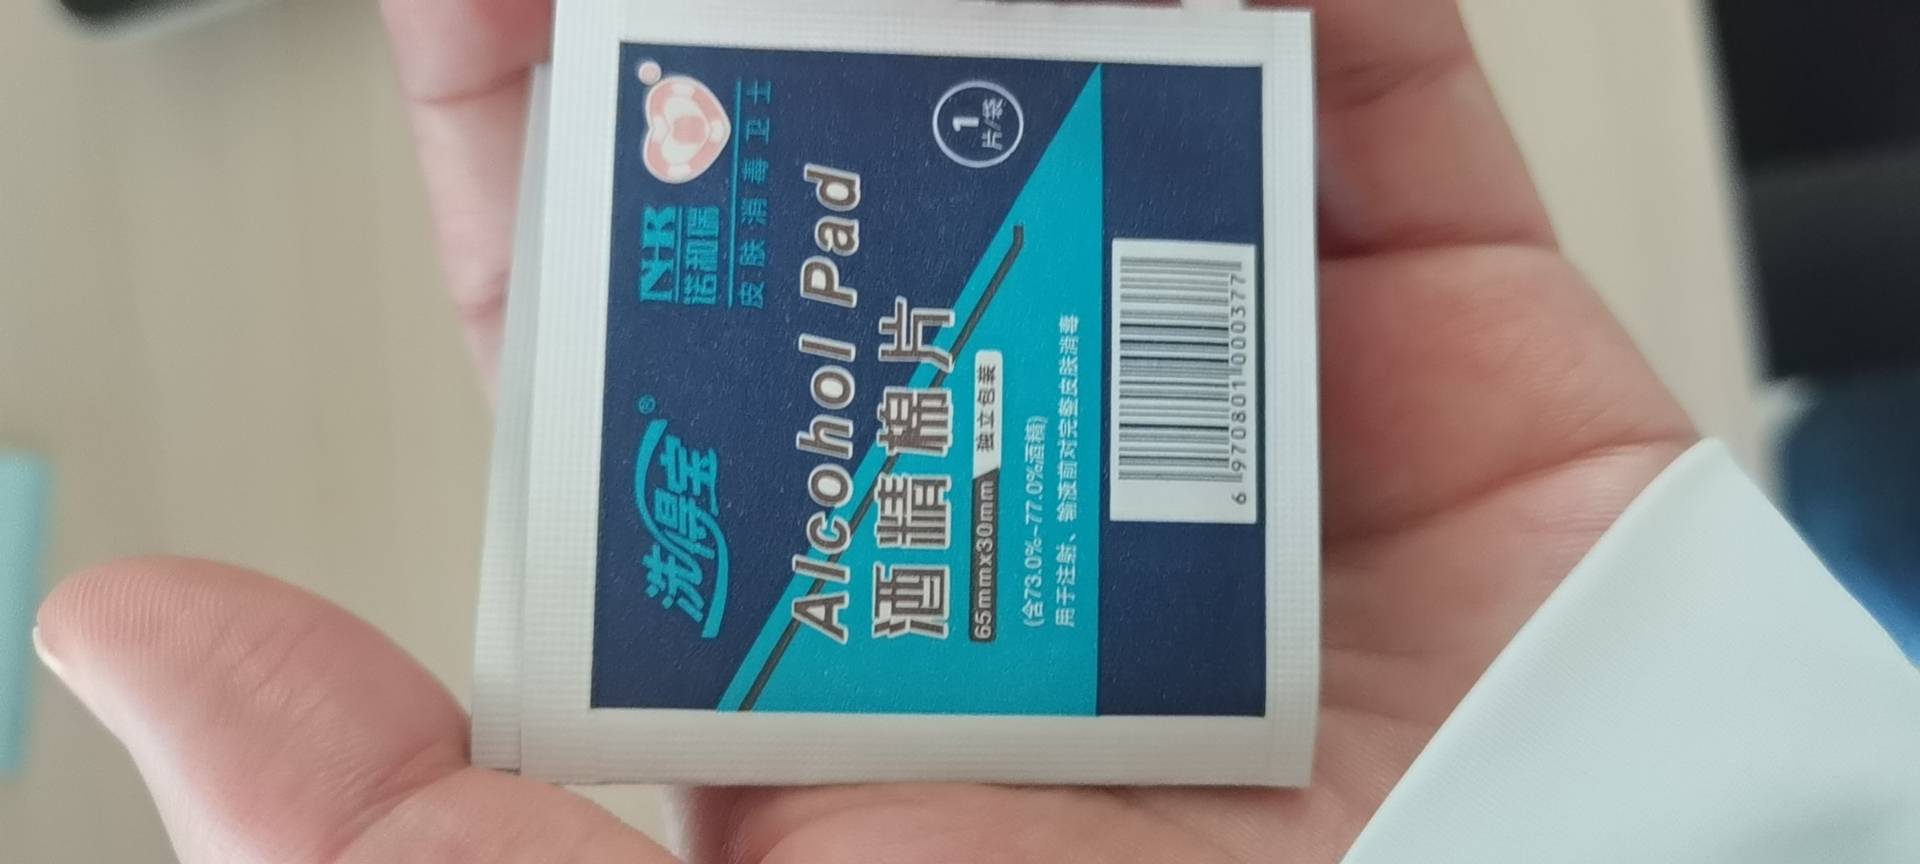 洗得宝®
NHR
诺和瑞
皮肤消毒卫士
Alcohol Pad
酒精棉片
1
片/袋
65mmx30mm 独立包装
(含73.0%~77.0%酒精)
用于注射、输液前对完整皮肤消毒
6 970801 000377